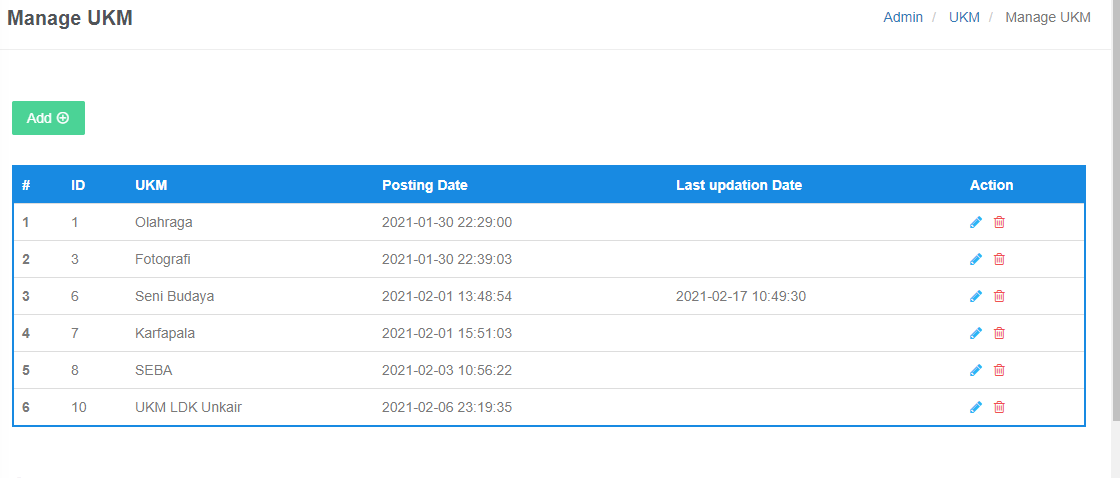 Manage UKM
Admin / UKM / Manage UKM
Add
# ID UKM Posting Date Last updation Date Action
1 1 Olahraga 2021-01-30 22:29:00
2 3 Fotografi 2021-01-30 22:39:03
3 6 Seni Budaya 2021-02-01 13:48:54 2021-02-17 10:49:30
4 7 Karfapala 2021-02-01 15:51:03
5 8 SEBA 2021-02-03 10:56:22
6 10 UKM LDK Unkair 2021-02-06 23:19:35